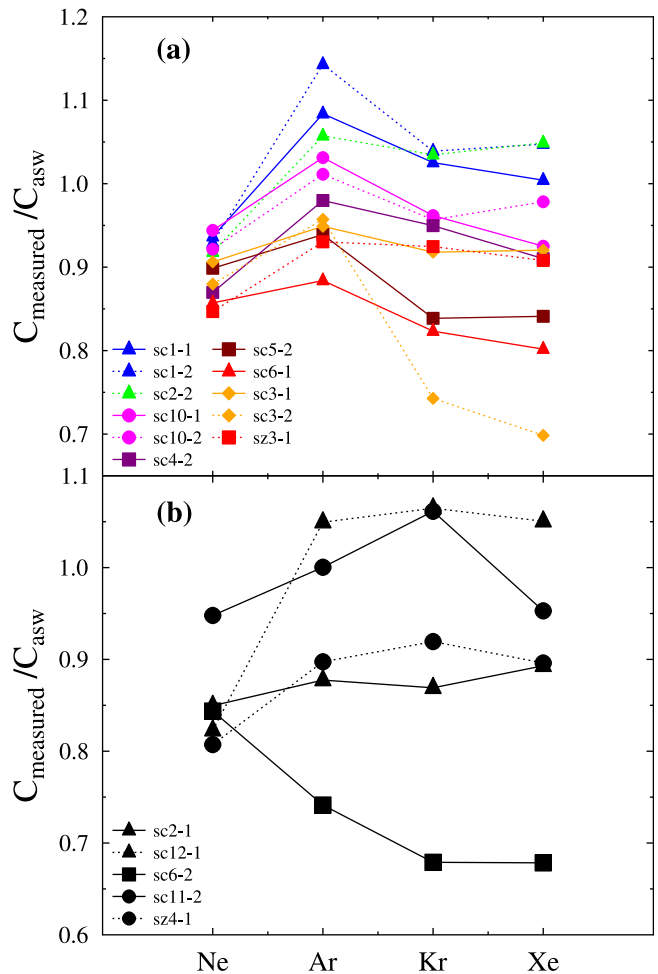 1.2
(a)
1.1
1.0
0.9
0.8
0.7
1.1
C_measured /C_asw
sc1-1 sc5-2
sc1-2 sc6-1
sc2-2 sc3-1
sc10-1 sc3-2
sc10-2 sz3-1
sc4-2
(b)
1.0
0.9
0.8
0.7
0.6
C_measured /C_asw
sc2-1
sc12-1
sc6-2
sc11-2
sz4-1
Ne Ar Kr Xe